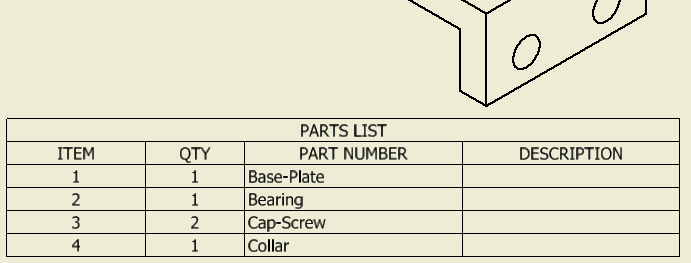 PARTS LIST
ITEM QTY PART NUMBER DESCRIPTION
1 1 Base-Plate
2 1 Bearing
3 2 Cap-Screw
4 1 Collar